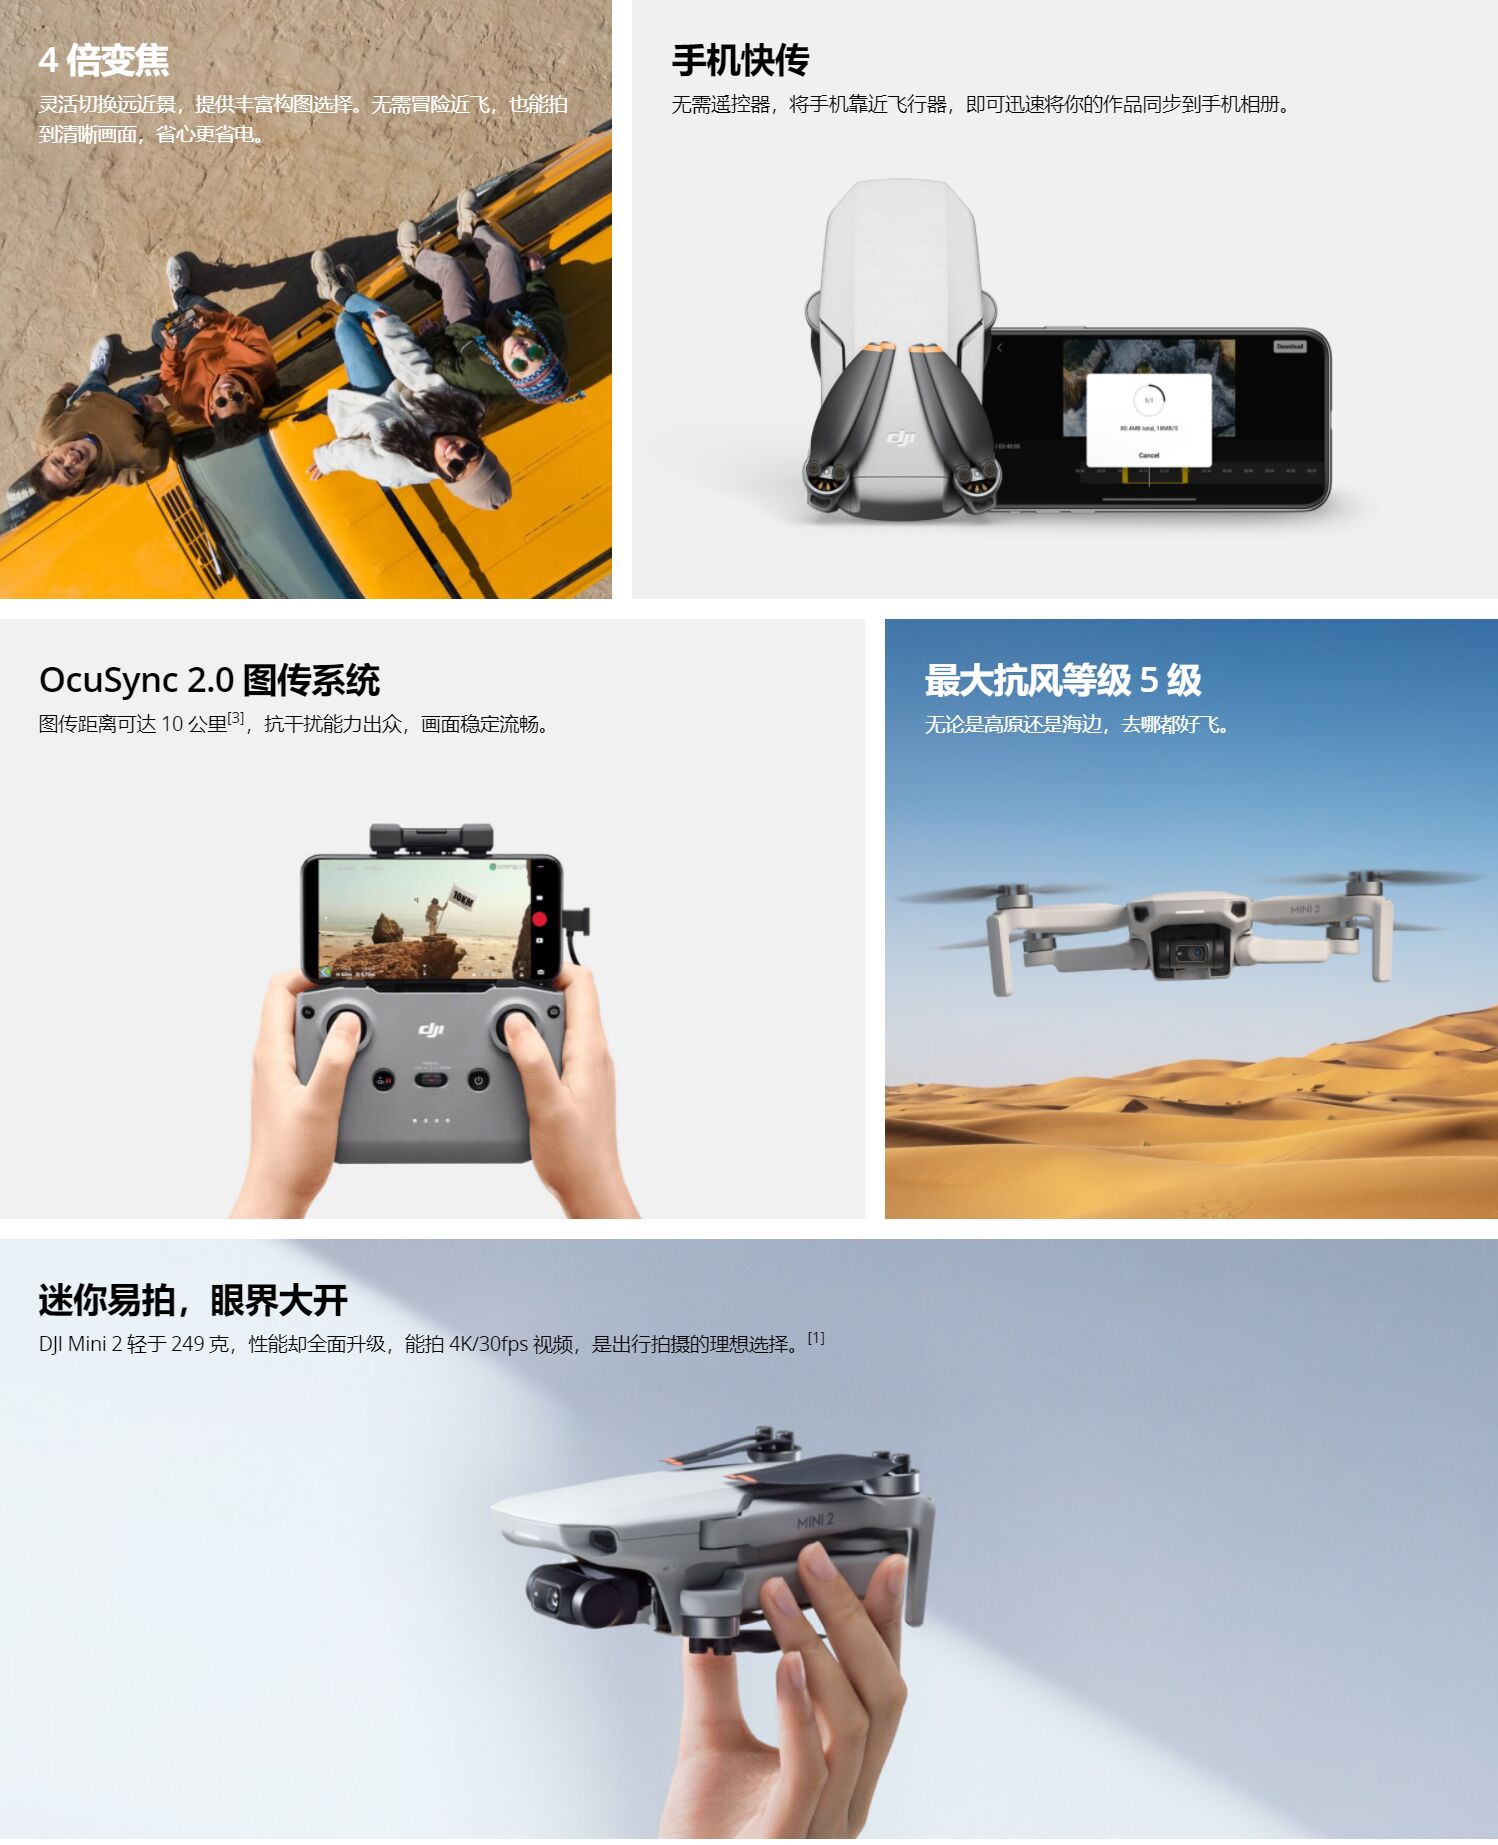 4 倍变焦
灵活切换远近景，提供丰富构图选择。无需冒险近飞，也能拍
到清晰画面，省心更省电。
手机快传
无需遥控器，将手机靠近飞行器，即可迅速将你的作品同步到手机相册。
Download
1/1
80.4MB total, 18MB/S
Cancel
dji
OcuSync 2.0 图传系统
图传距离可达 10 公里[3]，抗干扰能力出众，画面稳定流畅。
10KM
dji
最大抗风等级 5 级
无论是高原还是海边，去哪都好飞。
MINI 2
迷你易拍，眼界大开
DJI Mini 2 轻于 249 克，性能却全面升级，能拍 4K/30fps 视频，是出行拍摄的理想选择。[1]
MINI 2